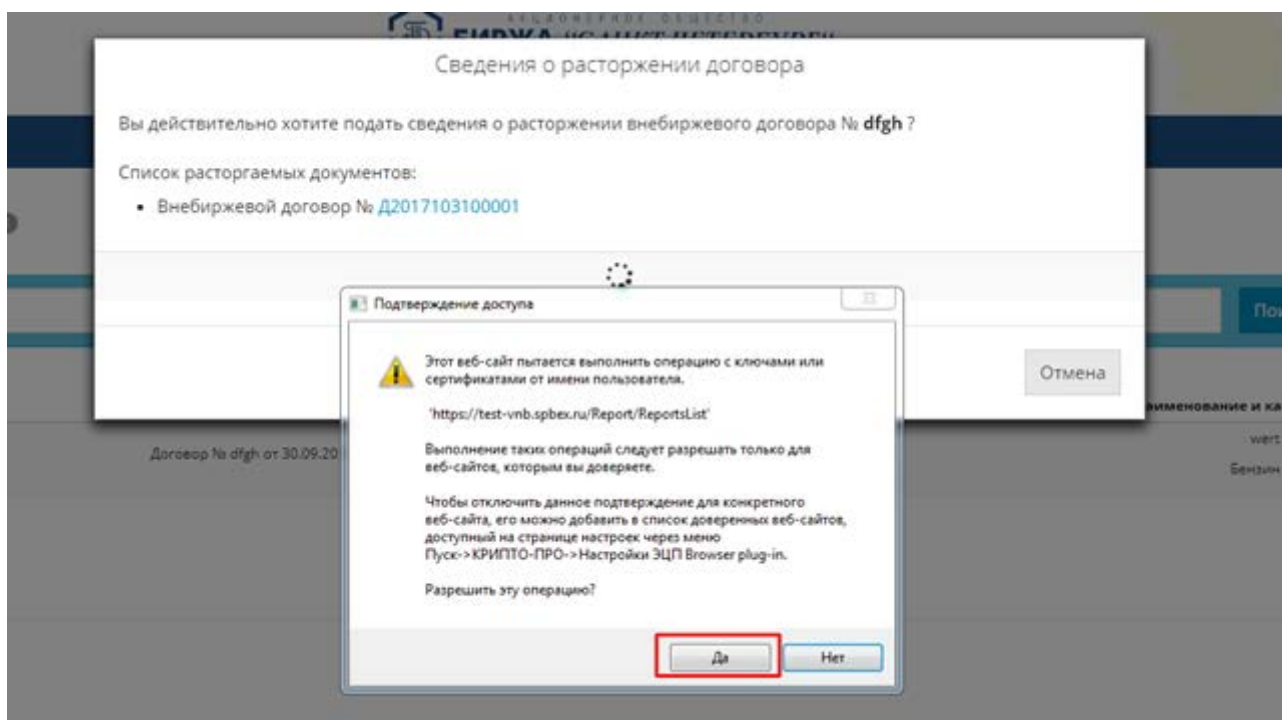 АКЦИОНЕРНОЕ ОБЩЕСТВО
БИРЖА "САНКТ-ПЕТЕРБУРГ"
Сведения о расторжении договора
Вы действительно хотите подать сведения о расторжении внебиржевого договора № dfgh ?
Список расторгаемых документов:
• Внебиржевой договор № Д2017103100001
Подтверждение доступа
Этот веб-сайт пытается выполнить операцию с ключами или
сертификатами от имени пользователя.
'https://test-vnb.spbex.ru/Report/ReportsList'
Выполнение таких операций следует разрешать только для
веб-сайтов, которым вы доверяете.
Чтобы отключить данное подтверждение для конкретного
веб-сайта, его можно добавить в список доверенных веб-сайтов,
доступный на странице настроек через меню
Пуск->КРИПТО-ПРО->Настройки ЭЦП Browser plug-in.
Разрешить эту операцию?
Да
Нет
Отмена
Договор № dfgh от 30.09.20
wert
Бензин